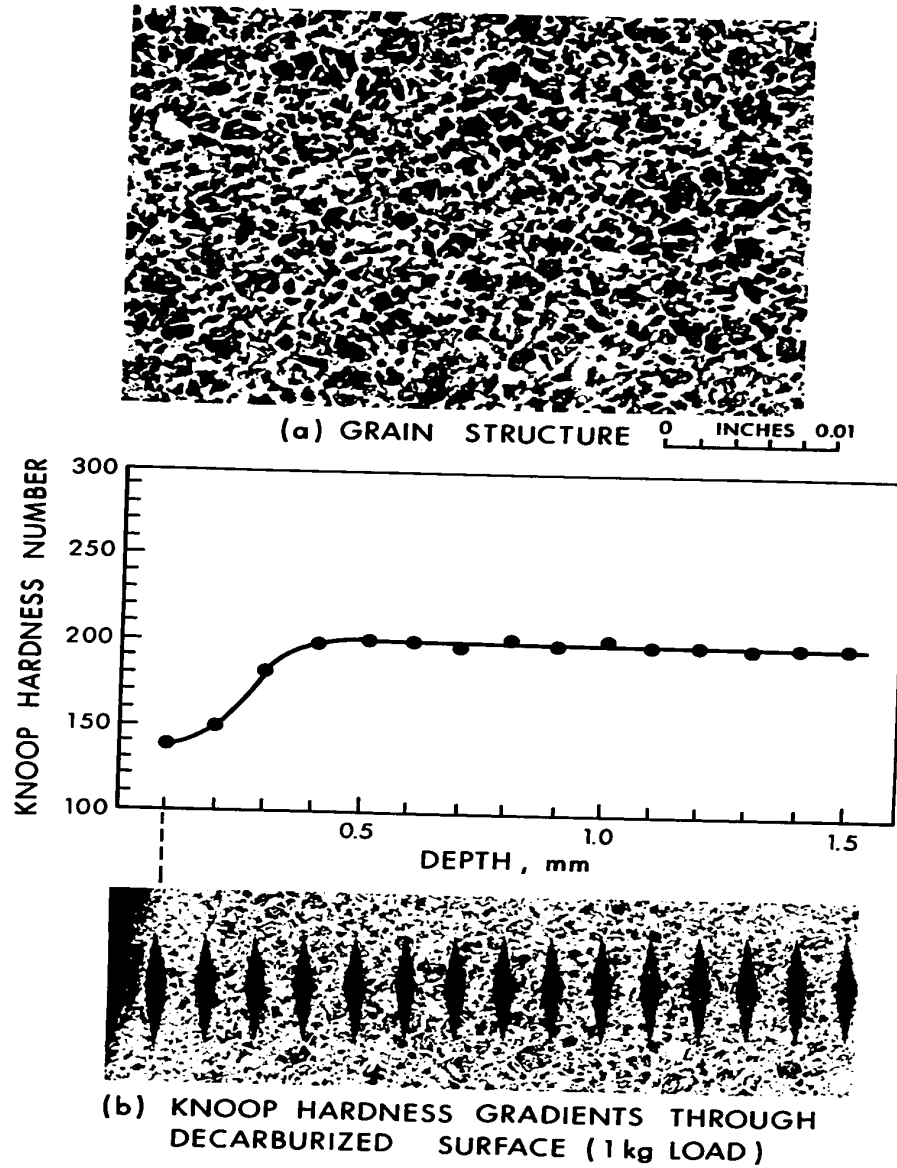 (a) GRAIN STRUCTURE
0 INCHES 0.01
KNOOP HARDNESS NUMBER
300
250
200
150
100
0.5 1.0 1.5
DEPTH, mm
(b) KNOOP HARDNESS GRADIENTS THROUGH
DECARBURIZED SURFACE (1 kg LOAD)